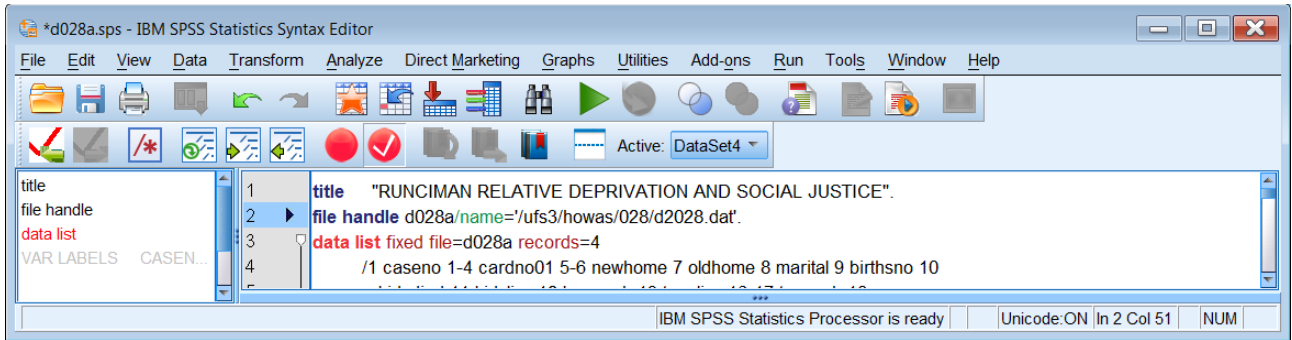 *d028a.sps - IBM SPSS Statistics Syntax Editor
File Edit View Data Transform Analyze Direct Marketing Graphs Utilities Add-ons Run Tools Window Help
/*
Active: DataSet4
title
file handle
data list
VAR LABELS CASEN...
1 title "RUNCIMAN RELATIVE DEPRIVATION AND SOCIAL JUSTICE".
2 file handle d028a/name='/ufs3/howas/028/d2028.dat'.
3 data list fixed file=d028a records=4
4 /1 caseno 1-4 cardno01 5-6 newhome 7 oldhome 8 marital 9 birthsno 10
IBM SPSS Statistics Processor is ready Unicode:ON In 2 Col 51 NUM